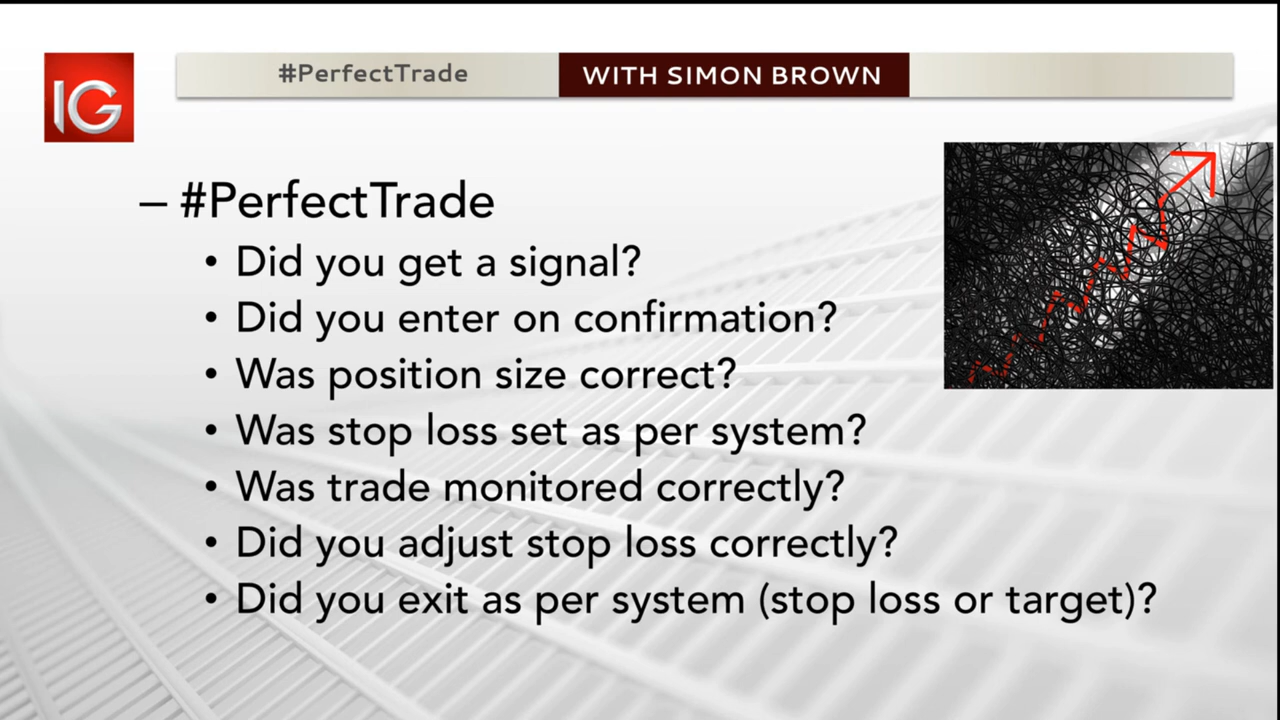 IG
#PerfectTrade
WITH SIMON BROWN
– #PerfectTrade
• Did you get a signal?
• Did you enter on confirmation?
• Was position size correct?
• Was stop loss set as per system?
• Was trade monitored correctly?
• Did you adjust stop loss correctly?
• Did you exit as per system (stop loss or target)?